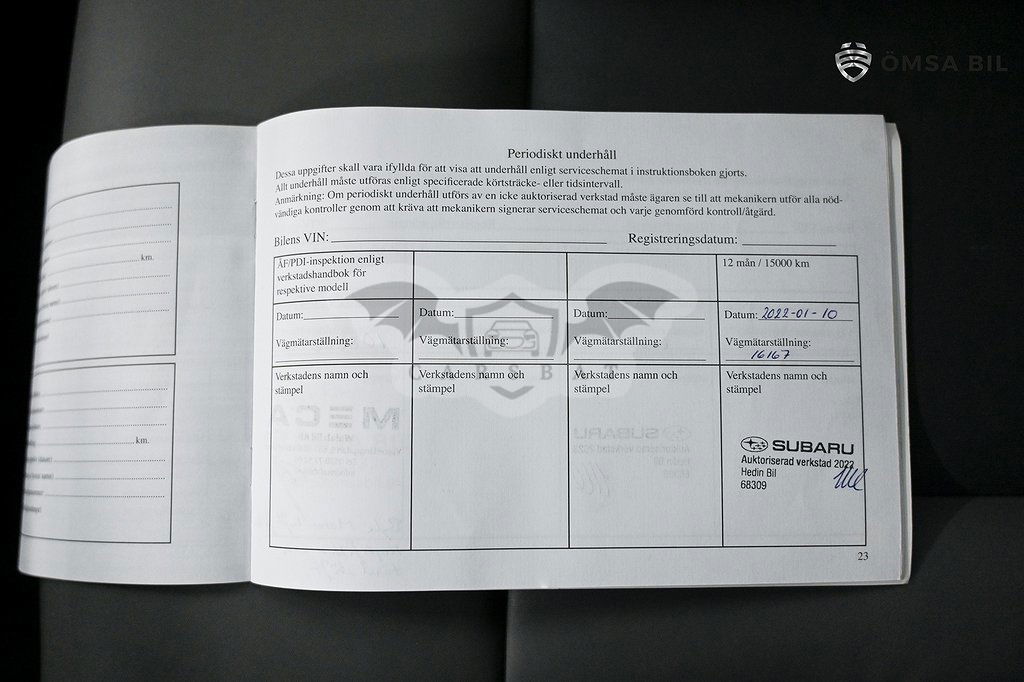 ÖMSA BIL
Periodiskt underhåll
Dessa uppgifter skall vara ifyllda för att visa att underhåll enligt serviceschemat i instruktionsboken gjorts.
Allt underhåll måste utföras enligt specificerade körtsträcke- eller tidsintervall.
Anmärkning: Om periodiskt underhåll utförs av en icke auktoriserad verkstad måste ägaren se till att mekanikern utför alla nöd-
vändiga kontroller genom att kräva att mekanikern signerar serviceschemat och varje genomförd kontroll/åtgärd.
Bilens VIN: Registreringsdatum:
ÄF/PDI-inspektion enligt
verkstadshandbok för
respektive modell
12 mån / 15000 km
Datum: Datum: Datum: Datum: 2022-01-10
Vägmätarställning: Vägmätarställning: Vägmätarställning: Vägmätarställning:
16167
CARSBAT
Verkstadens namn och
stämpel
Verkstadens namn och
stämpel
Verkstadens namn och
stämpel
Verkstadens namn och
stämpel
SUBARU
Auktoriserad verkstad 2022
Hedin Bil
68309
23
km.
km.